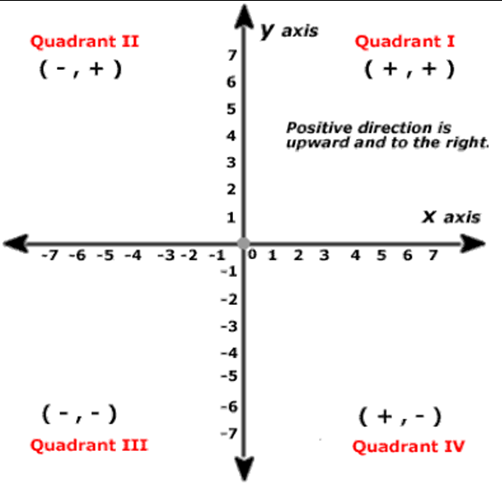 y axis
Quadrant II
Quadrant I
( - , + )
( + , + )
7
6
5
4
3
2
1
Positive direction is
upward and to the right.
X axis
-7 -6 -5 -4 -3 -2 -1 0 1 2 3 4 5 6 7
-1
-2
-3
-4
-5
-6
-7
( - , - )
( + , - )
Quadrant III
Quadrant IV